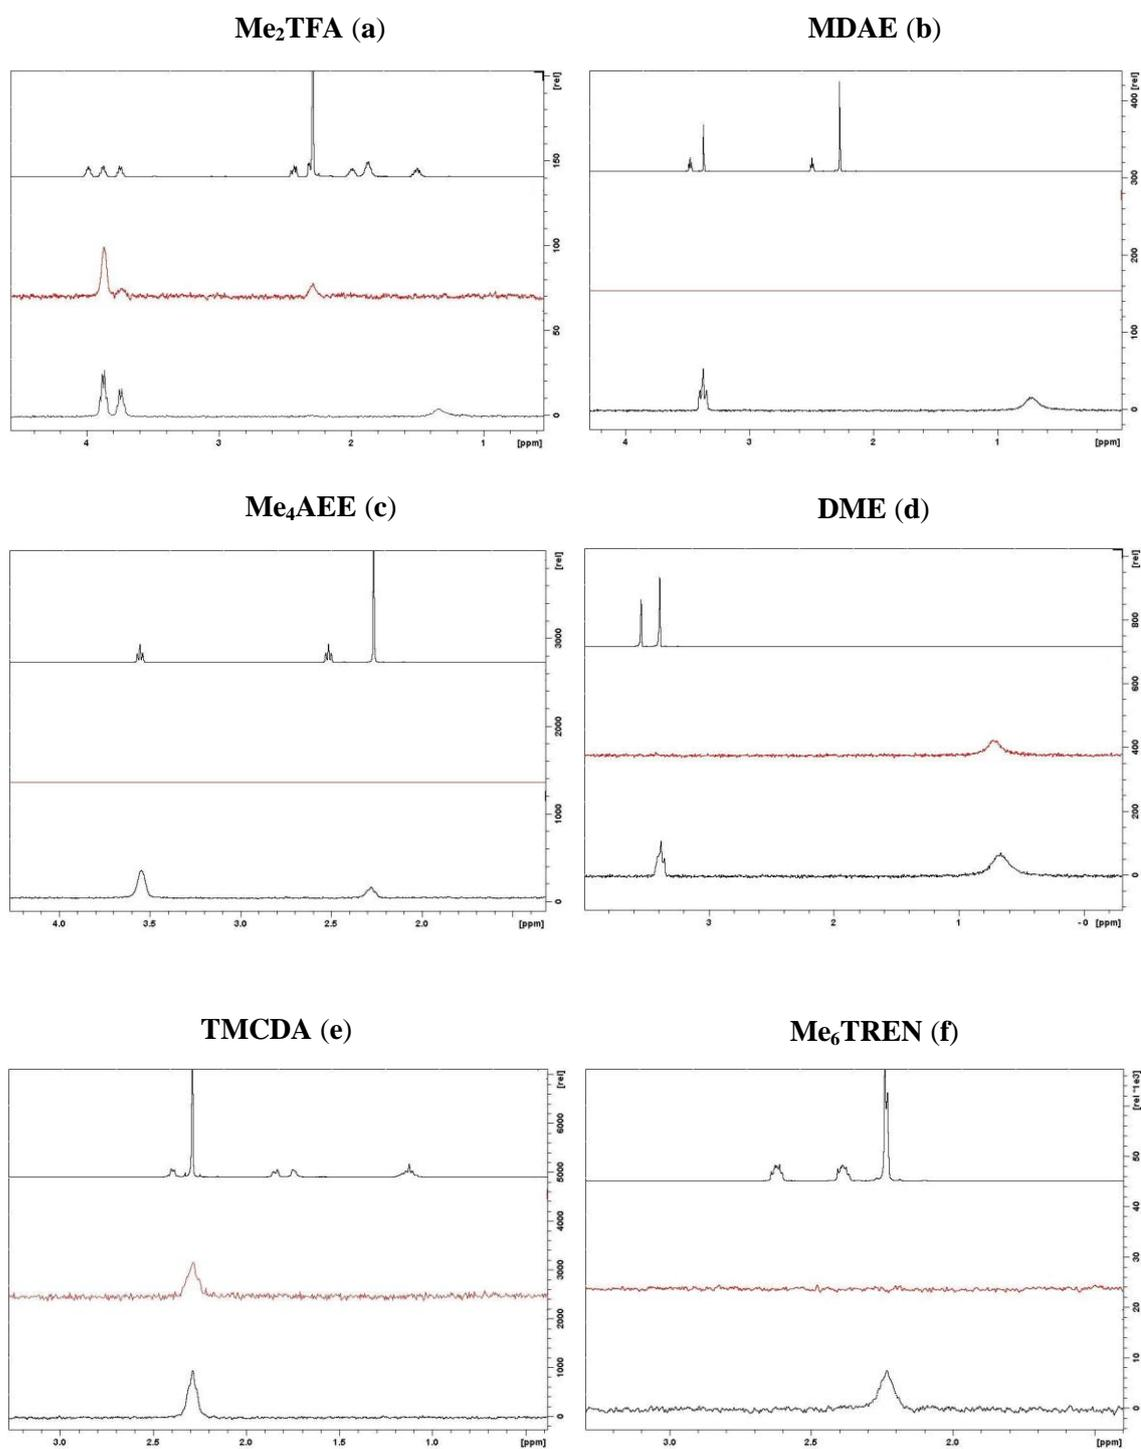 Me₂TFA (a)
MDAE (b)
[rel]
150
100
50
0
4 3 2 1 [ppm]
[rel]
400
300
200
100
0
4 3 2 1 [ppm]
Me₄AEE (c)
DME (d)
[rel]
3000
2000
1000
0
4.0 3.5 3.0 2.5 2.0 [ppm]
[rel]
800
600
400
200
0
3 2 1 -0 [ppm]
TMCDA (e)
Me₆TREN (f)
[rel]
6000
5000
4000
3000
2000
1000
0
3.0 2.5 2.0 1.5 1.0 [ppm]
[rel *1e3]
50
40
30
20
10
0
3.0 2.5 2.0 [ppm]